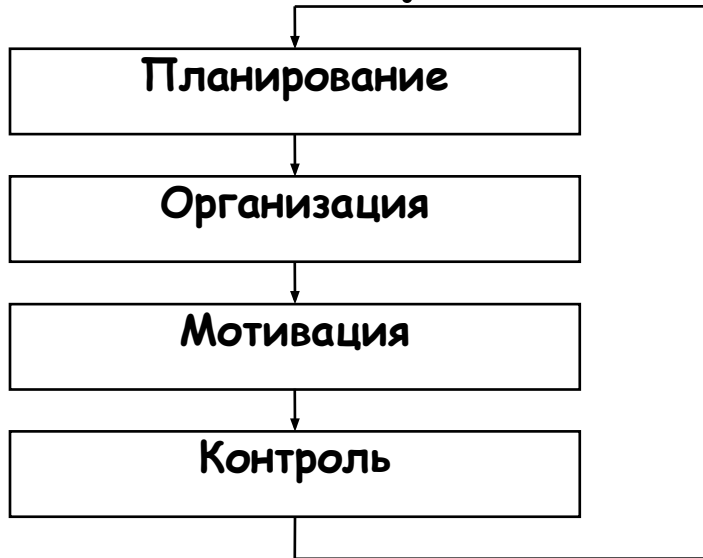 Планирование
Организация
Мотивация
Контроль